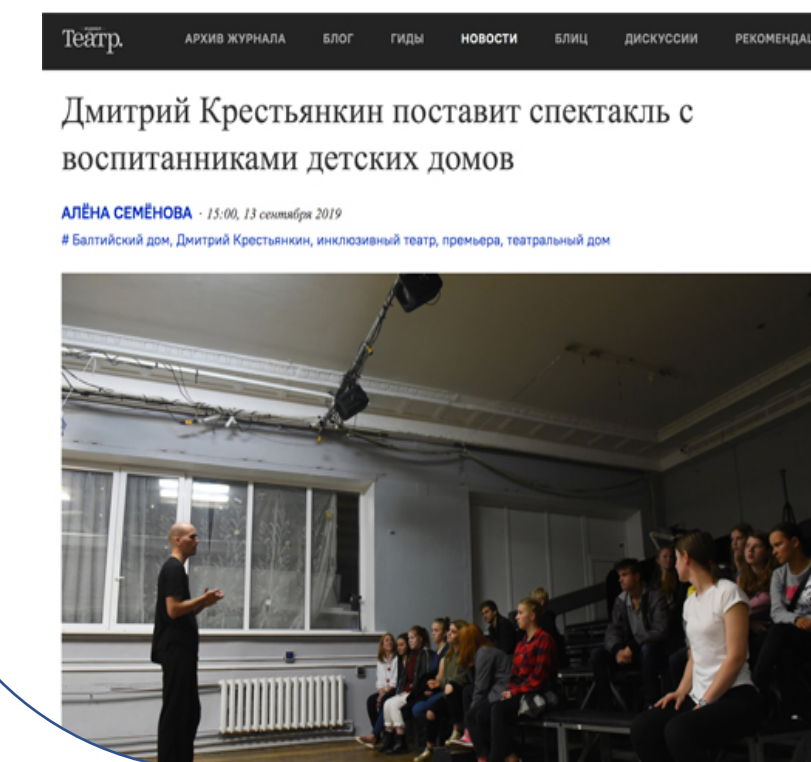 Театр.
АРХИВ ЖУРНАЛА БЛОГ ГИДЫ НОВОСТИ БЛИЦ ДИСКУССИИ РЕКОМЕНДАЦ
Дмитрий Крестьянкин поставит спектакль с
воспитанниками детских домов
АЛЁНА СЕМЁНОВА · 15:00, 13 сентября 2019
# Балтийский дом, Дмитрий Крестьянкин, инклюзивный театр, премьера, театральный дом